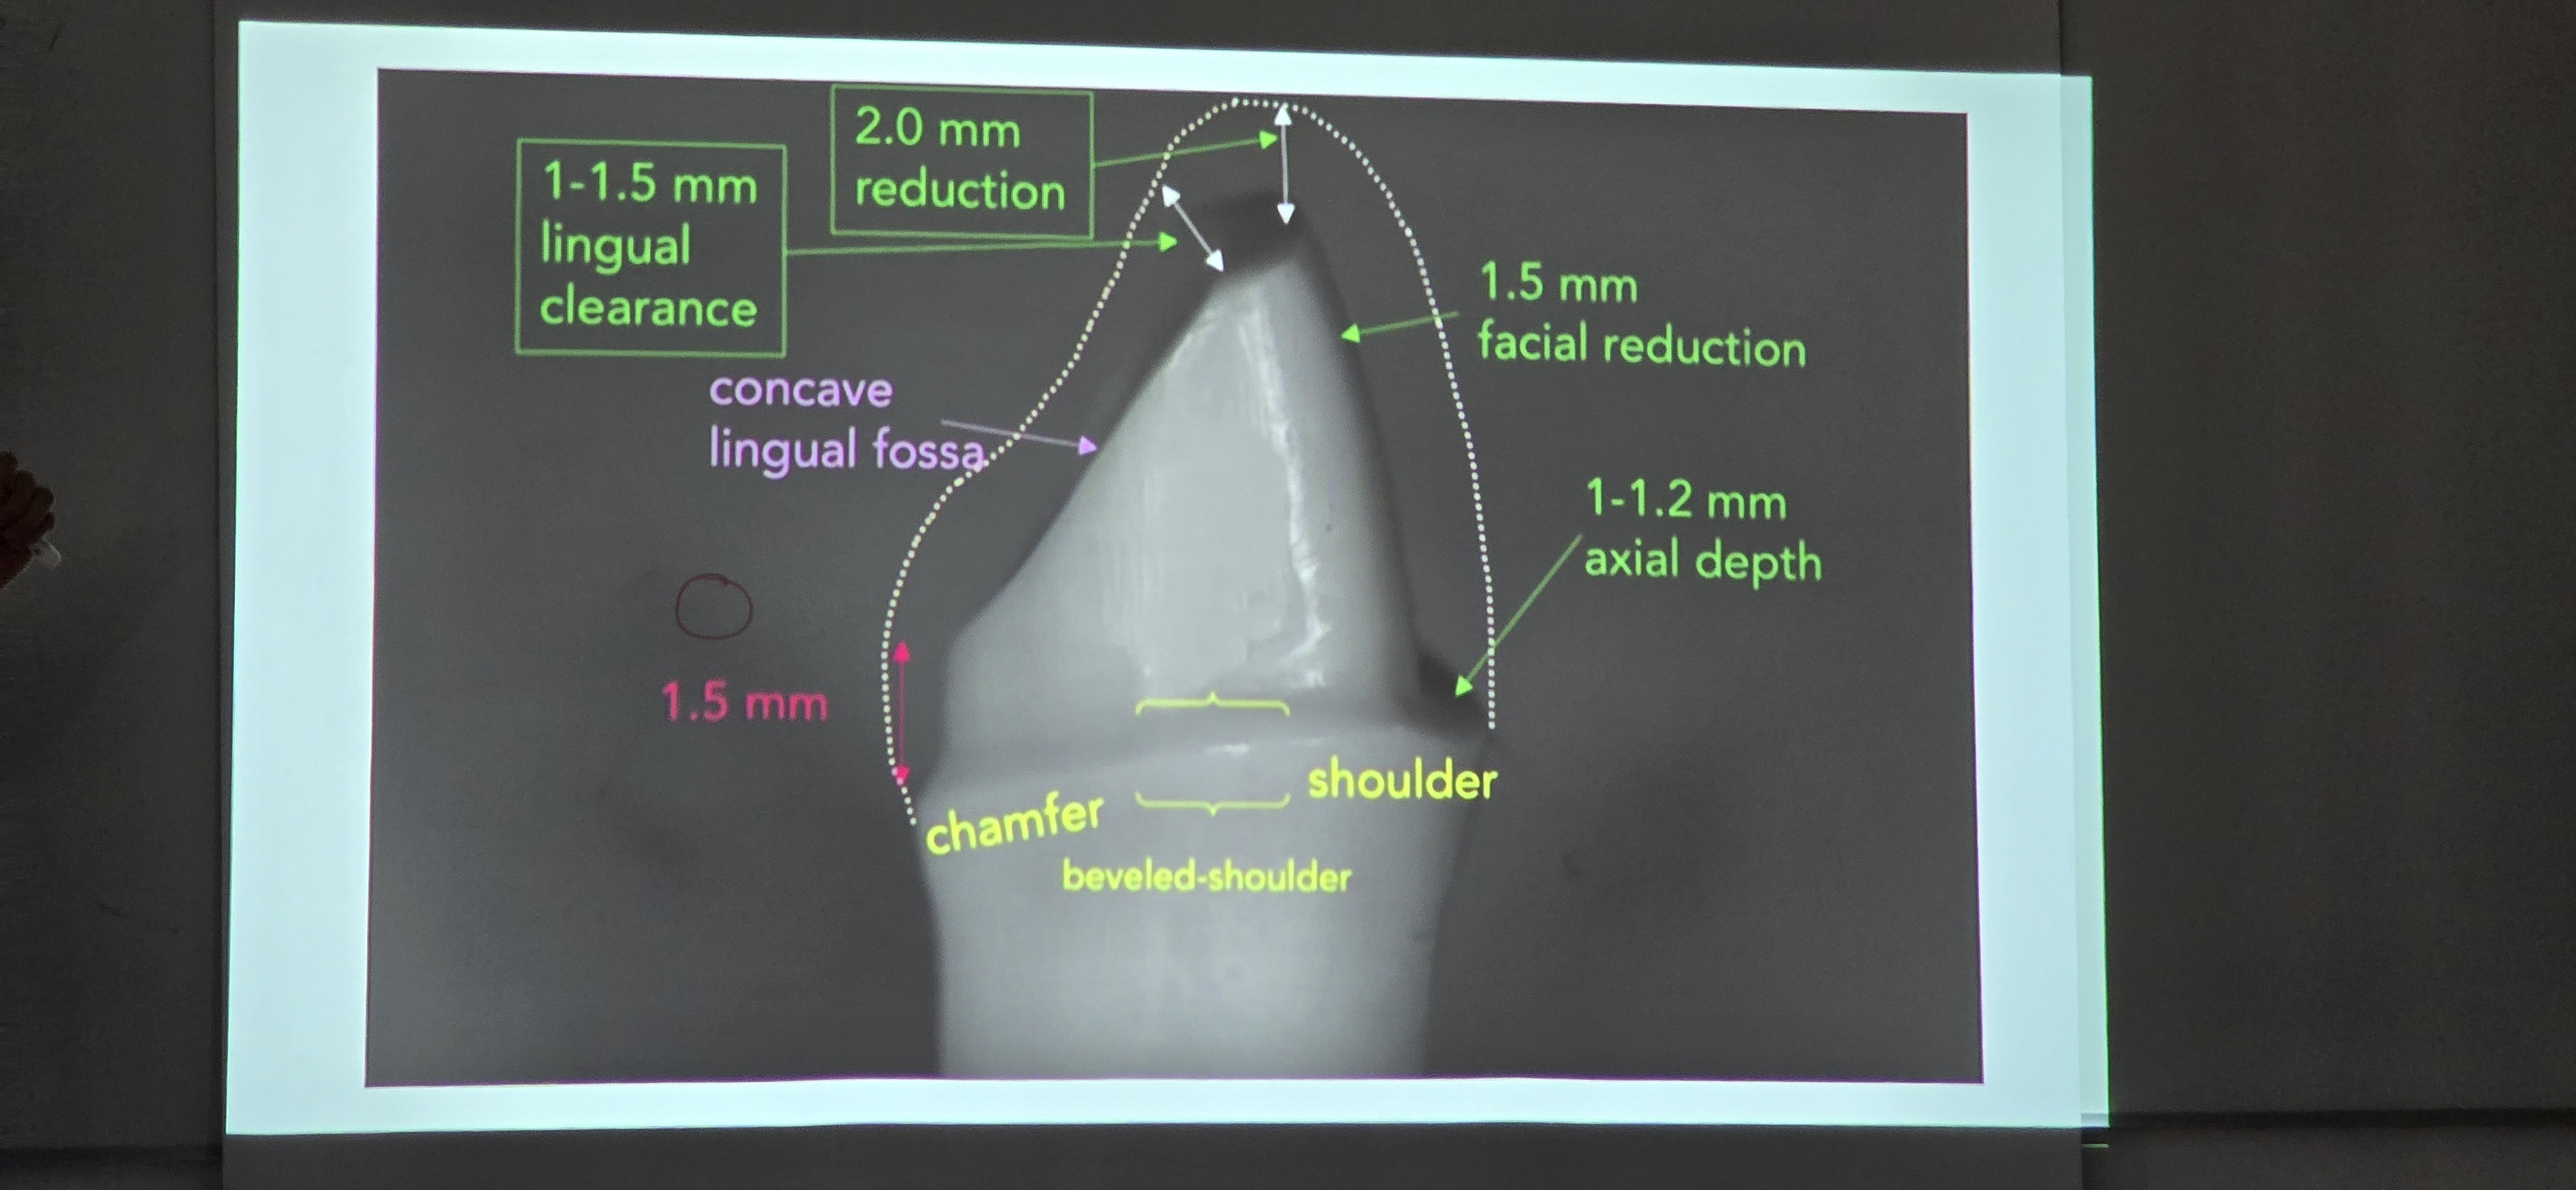 2.0 mm
reduction
1-1.5 mm
lingual
clearance
1.5 mm
facial reduction
concave
lingual fossa
1-1.2 mm
axial depth
1.5 mm
shoulder
chamfer
beveled-shoulder